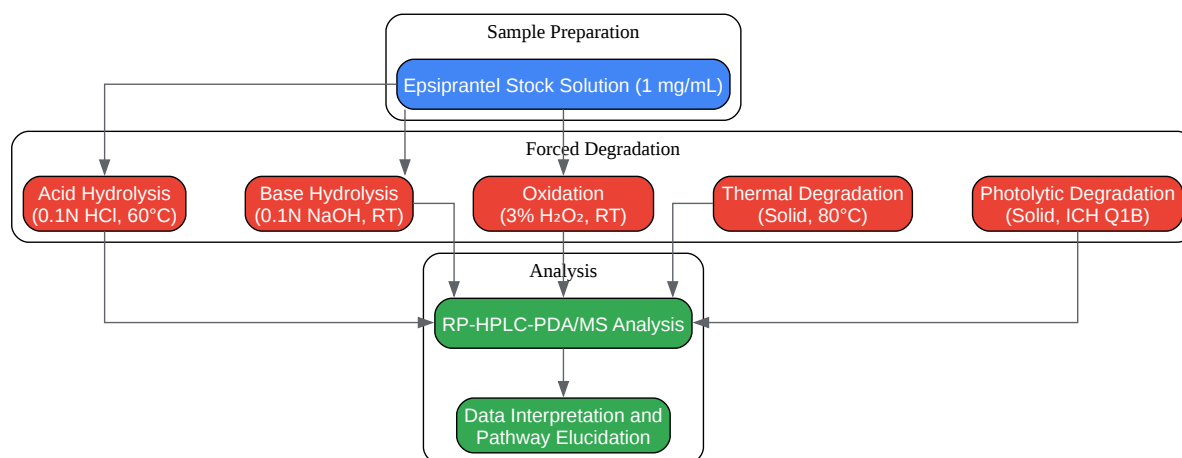 Sample Preparation
Epsiprantel Stock Solution (1 mg/mL)
Forced Degradation
Acid Hydrolysis
(0.1N HCl, 60°C)
Base Hydrolysis
(0.1N NaOH, RT)
Oxidation
(3% H₂O₂, RT)
Thermal Degradation
(Solid, 80°C)
Photolytic Degradation
(Solid, ICH Q1B)
Analysis
RP-HPLC-PDA/MS Analysis
Data Interpretation and
Pathway Elucidation